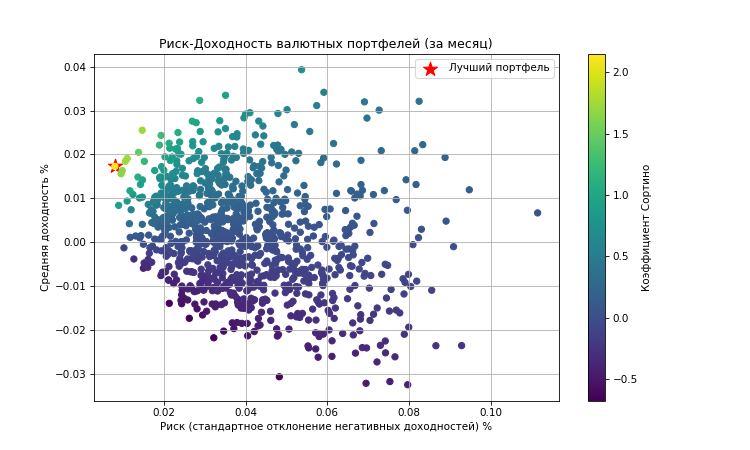 Риск-Доходность валютных портфелей (за месяц)
Лучший портфель
Средняя доходность %
0.04
0.03
0.02
0.01
0.00
−0.01
−0.02
−0.03
0.02 0.04 0.06 0.08 0.10
Риск (стандартное отклонение негативных доходностей) %
2.0
1.5
1.0
0.5
0.0
−0.5
Коэффициент Сортино